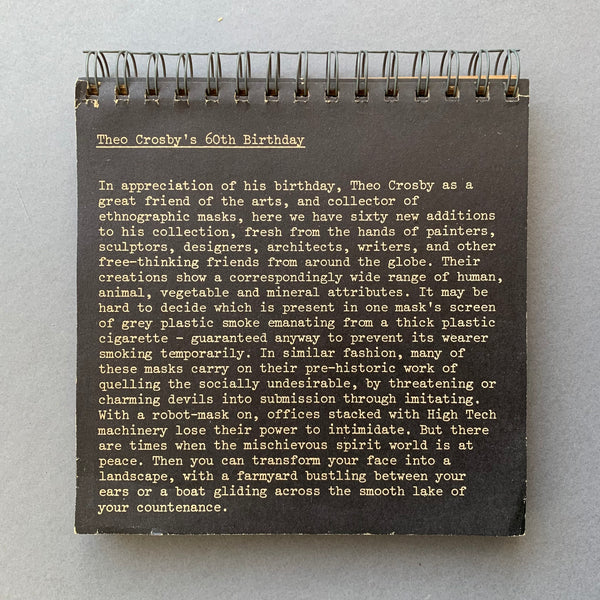 Theo Crosby's 60th Birthday
In appreciation of his birthday, Theo Crosby as a
great friend of the arts, and collector of
ethnographic masks, here we have sixty new additions
to his collection, fresh from the hands of painters,
sculptors, designers, architects, writers, and other
free-thinking friends from around the globe. Their
creations show a correspondingly wide range of human,
animal, vegetable and mineral attributes. It may be
hard to decide which is present in one mask's screen
of grey plastic smoke emanating from a thick plastic
cigarette - guaranteed anyway to prevent its wearer
smoking temporarily. In similar fashion, many of
these masks carry on their pre-historic work of
quelling the socially undesirable, by threatening or
charming devils into submission through imitating.
With a robot-mask on, offices stacked with High Tech
machinery lose their power to intimidate. But there
are times when the mischievous spirit world is at
peace. Then you can transform your face into a
landscape, with a farmyard bustling between your
ears or a boat gliding across the smooth lake of
your countenance.